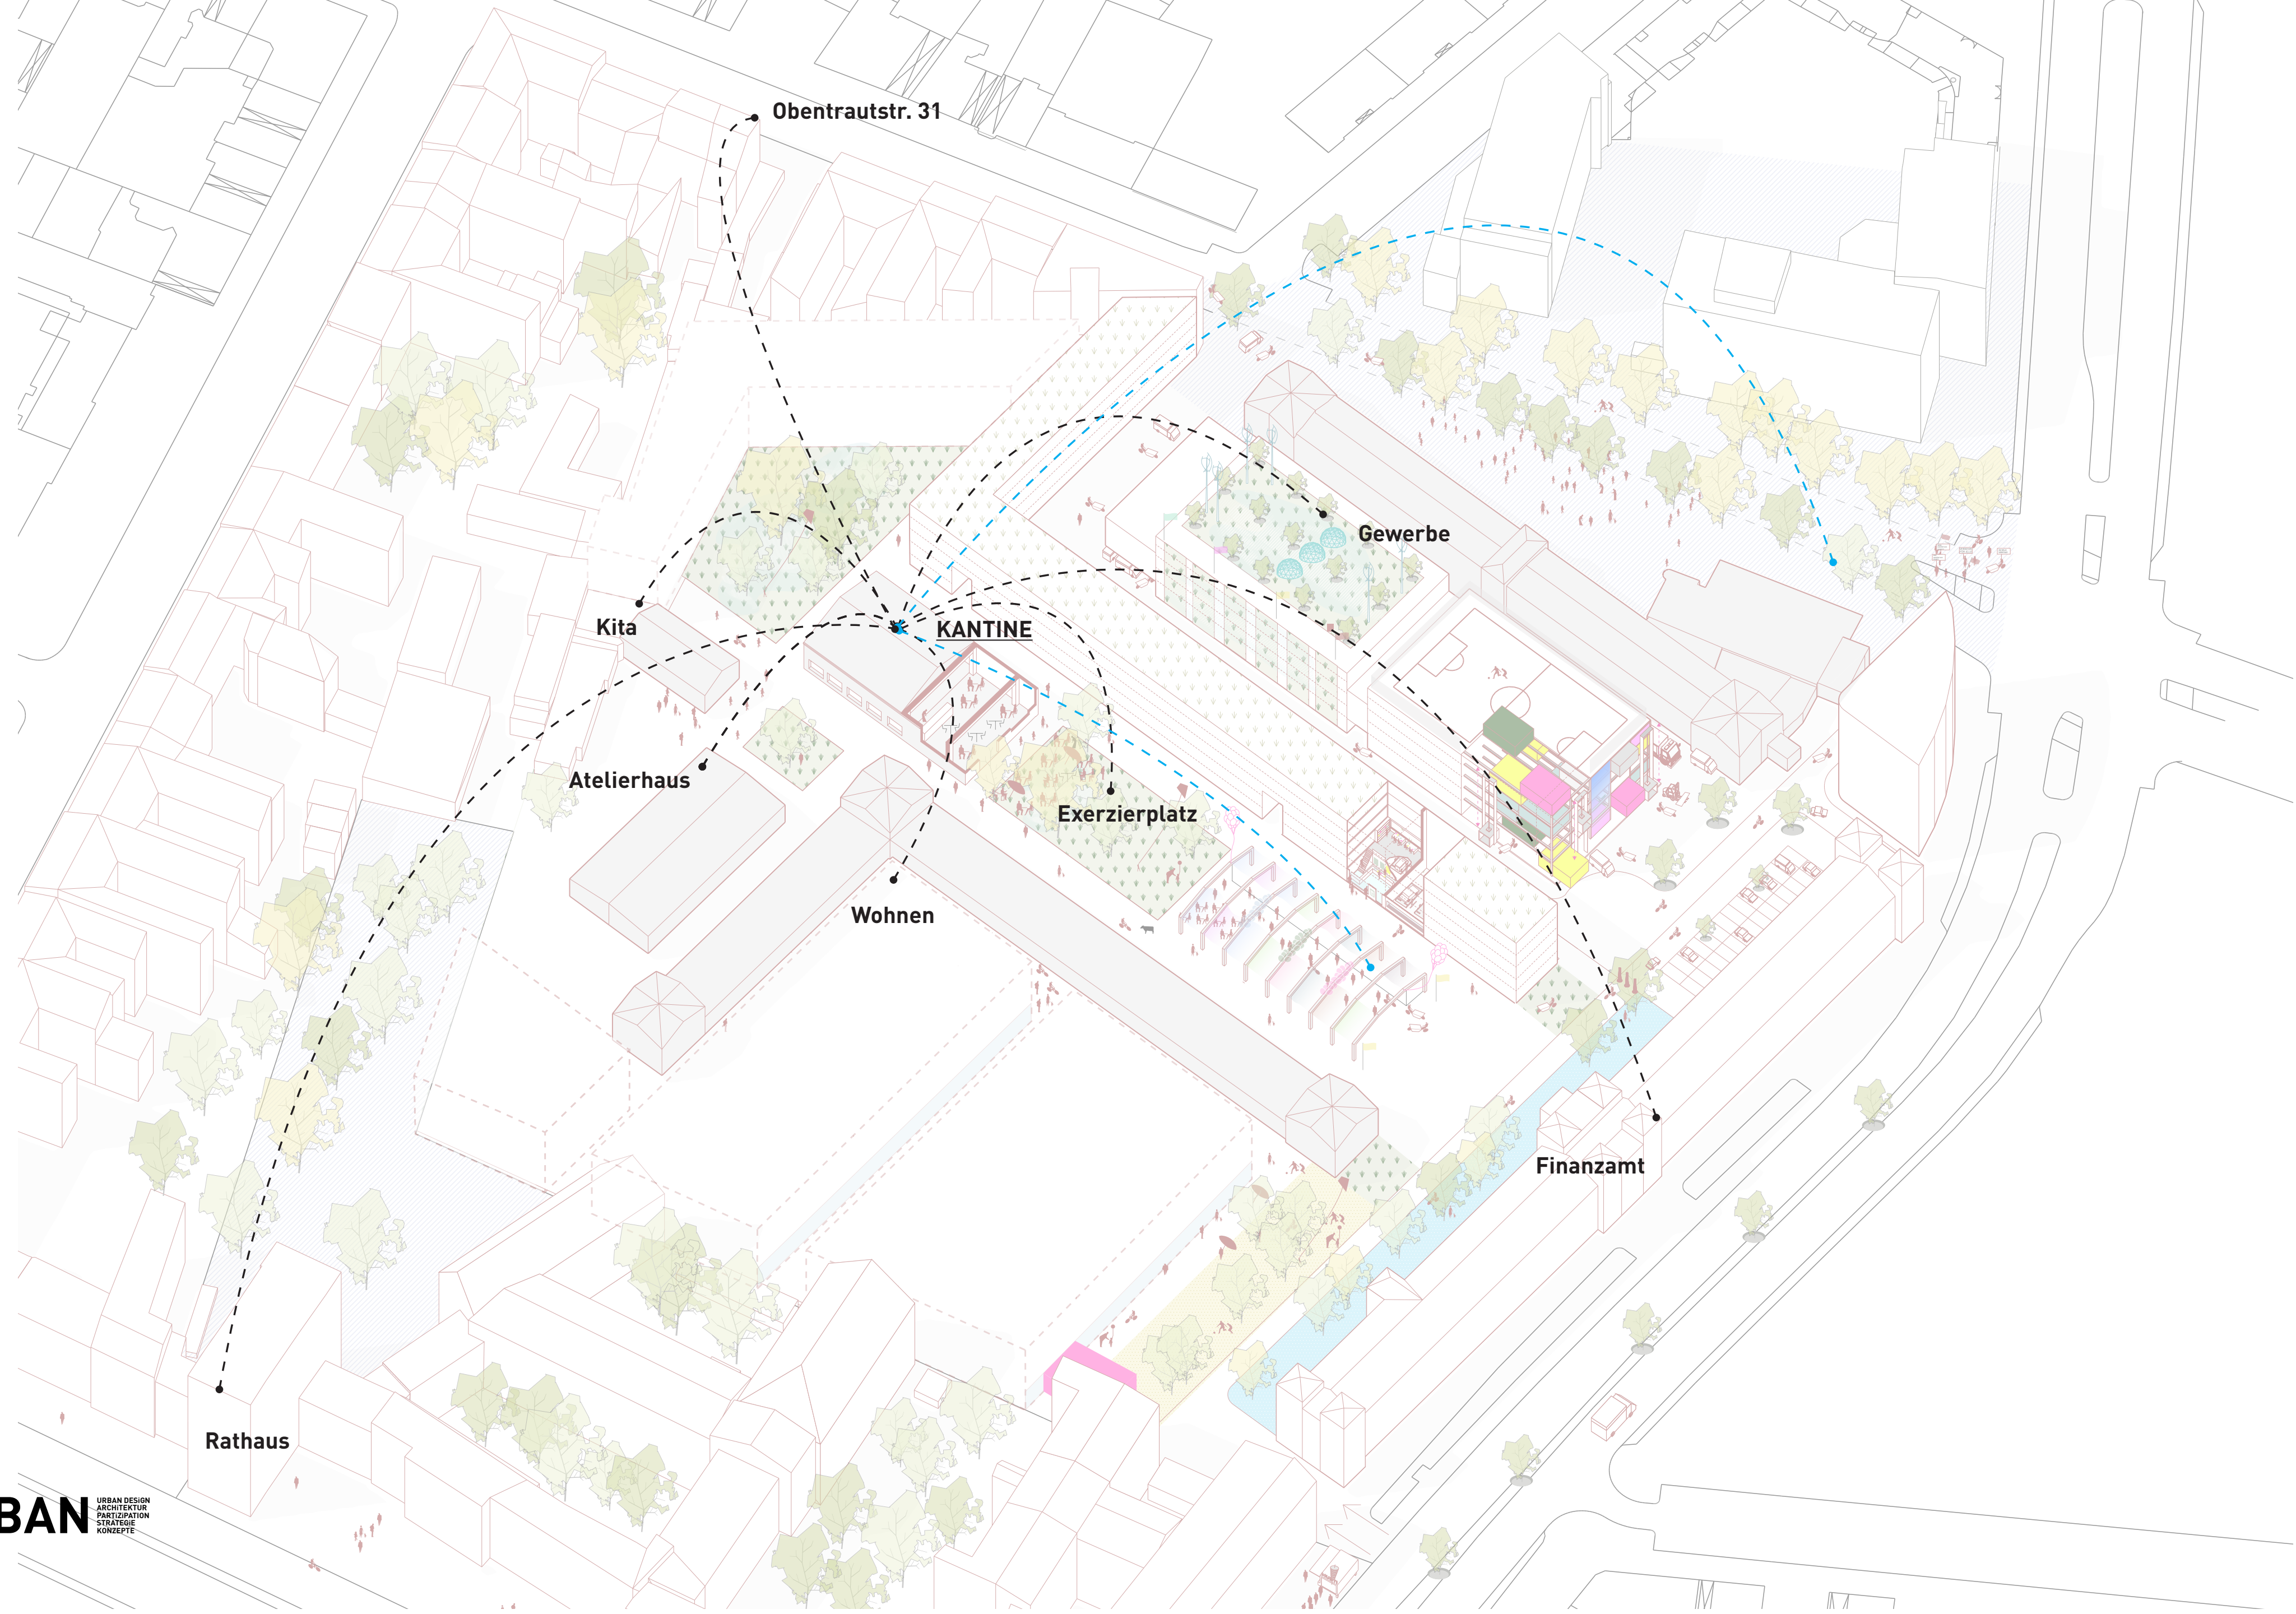 Obentrautstr. 31
Gewerbe
Kita
KANTINE
Atelierhaus
Exerzierplatz
Wohnen
Finanzamt
Rathaus
BAN
URBAN DESiGN
ARCHiTEKTUR
PARTiZiPATION
STRATEGiE
KONZEPTE